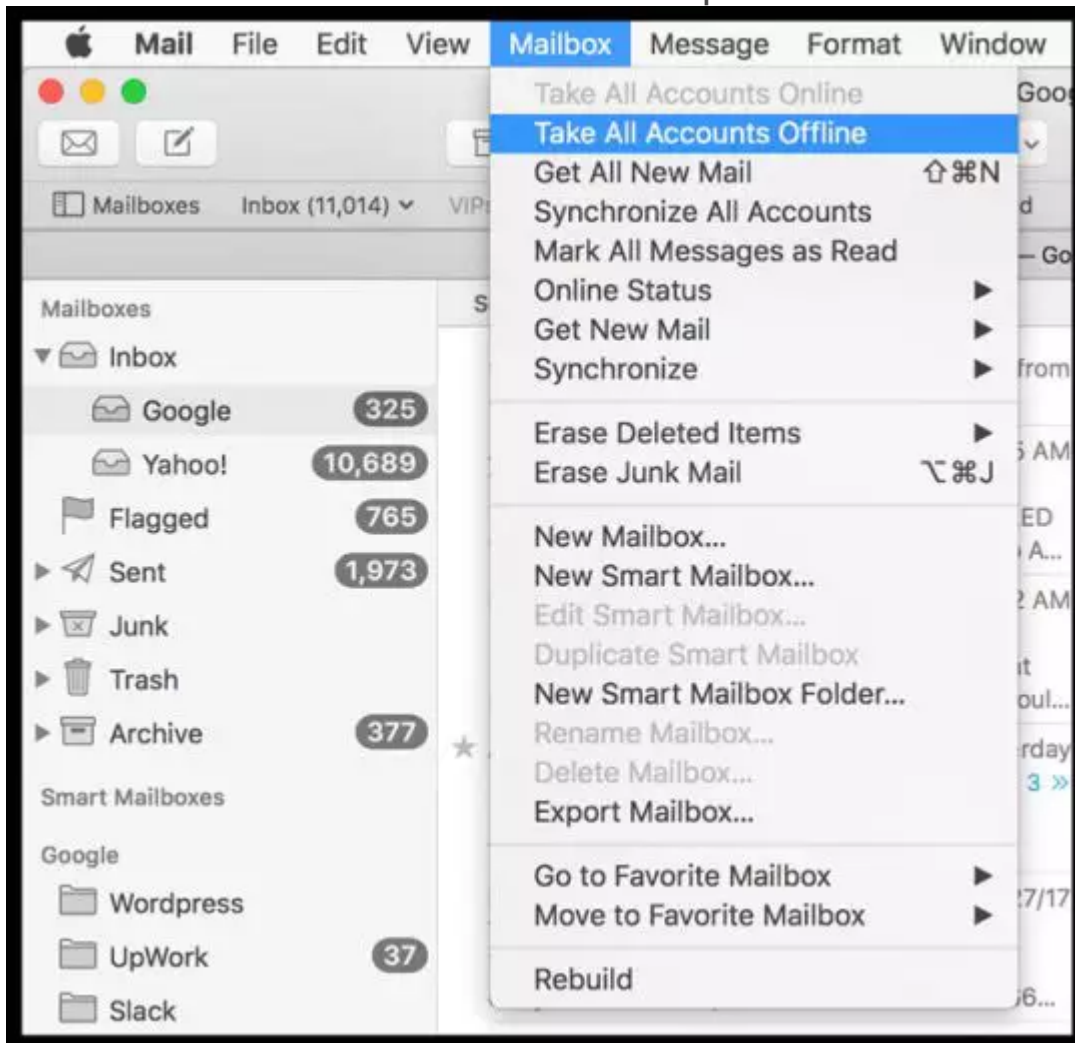 Mail File Edit View Mailbox Message Format Window
Take All Accounts Online
Take All Accounts Offline
Get All New Mail ⇧⌘N
Synchronize All Accounts
Mark All Messages as Read
Online Status
Get New Mail
Synchronize
Erase Deleted Items
Erase Junk Mail ⌥⌘J
New Mailbox...
New Smart Mailbox...
Edit Smart Mailbox...
Duplicate Smart Mailbox
New Smart Mailbox Folder...
Rename Mailbox...
Delete Mailbox...
Export Mailbox...
Go to Favorite Mailbox
Move to Favorite Mailbox
Rebuild
Mailboxes Inbox (11,014)
Mailboxes
Inbox
Google 325
Yahoo! 10,689
Flagged 765
Sent 1,973
Junk
Trash
Archive 377
Smart Mailboxes
Google
Wordpress
UpWork 37
Slack
from
AM
A...
AM
3 »